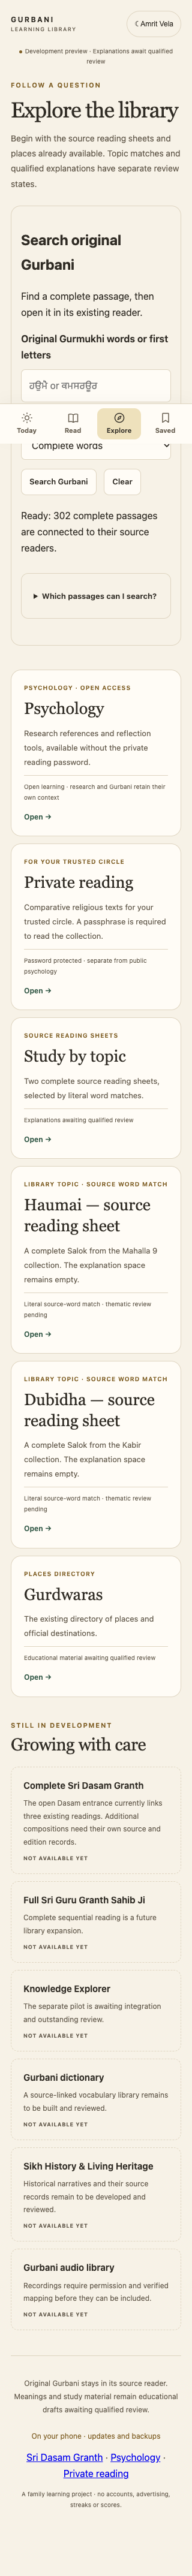 GURBANI
LEARNING LIBRARY
☾ Amrit Vela
● Development preview · Explanations await qualified
review
FOLLOW A QUESTION
Explore the library
Begin with the source reading sheets and
places already available. Topic matches and
qualified explanations have separate review
states.
Search original
Gurbani
Find a complete passage, then
open it in its existing reader.
Original Gurmukhi words or first
letters
ਹਉਮੈ or ਕਮਸਰਊਰ
Today
Read
Explore
Saved
Complete words
Search Gurbani
Clear
Ready: 302 complete passages
are connected to their source
readers.
▶ Which passages can I search?
PSYCHOLOGY · OPEN ACCESS
Psychology
Research references and reflection
tools, available without the private
reading password.
Open learning · research and Gurbani retain their
own context
Open →
FOR YOUR TRUSTED CIRCLE
Private reading
Comparative religious texts for your
trusted circle. A passphrase is required
to read the collection.
Password protected · separate from public
psychology
Open →
SOURCE READING SHEETS
Study by topic
Two complete source reading sheets,
selected by literal word matches.
Explanations awaiting qualified review
Open →
LIBRARY TOPIC · SOURCE WORD MATCH
Haumai — source
reading sheet
A complete Salok from the Mahalla 9
collection. The explanation space
remains empty.
Literal source-word match · thematic review
pending
Open →
LIBRARY TOPIC · SOURCE WORD MATCH
Dubidha — source
reading sheet
A complete Salok from the Kabir
collection. The explanation space
remains empty.
Literal source-word match · thematic review
pending
Open →
PLACES DIRECTORY
Gurdwaras
The existing directory of places and
official destinations.
Educational material awaiting qualified review
Open →
STILL IN DEVELOPMENT
Growing with care
Complete Sri Dasam Granth
The open Dasam entrance currently links
three existing readings. Additional
compositions need their own source and
edition records.
NOT AVAILABLE YET
Full Sri Guru Granth Sahib Ji
Complete sequential reading is a future
library expansion.
NOT AVAILABLE YET
Knowledge Explorer
The separate pilot is awaiting integration
and outstanding review.
NOT AVAILABLE YET
Gurbani dictionary
A source-linked vocabulary library remains
to be built and reviewed.
NOT AVAILABLE YET
Sikh History & Living Heritage
Historical narratives and their source
records remain to be developed and
reviewed.
NOT AVAILABLE YET
Gurbani audio library
Recordings require permission and verified
mapping before they can be included.
NOT AVAILABLE YET
Original Gurbani stays in its source reader.
Meanings and study material remain educational
drafts awaiting qualified review.
On your phone · updates and backups
Sri Dasam Granth · Psychology ·
Private reading
A family learning project · no accounts, advertising,
streaks or scores.